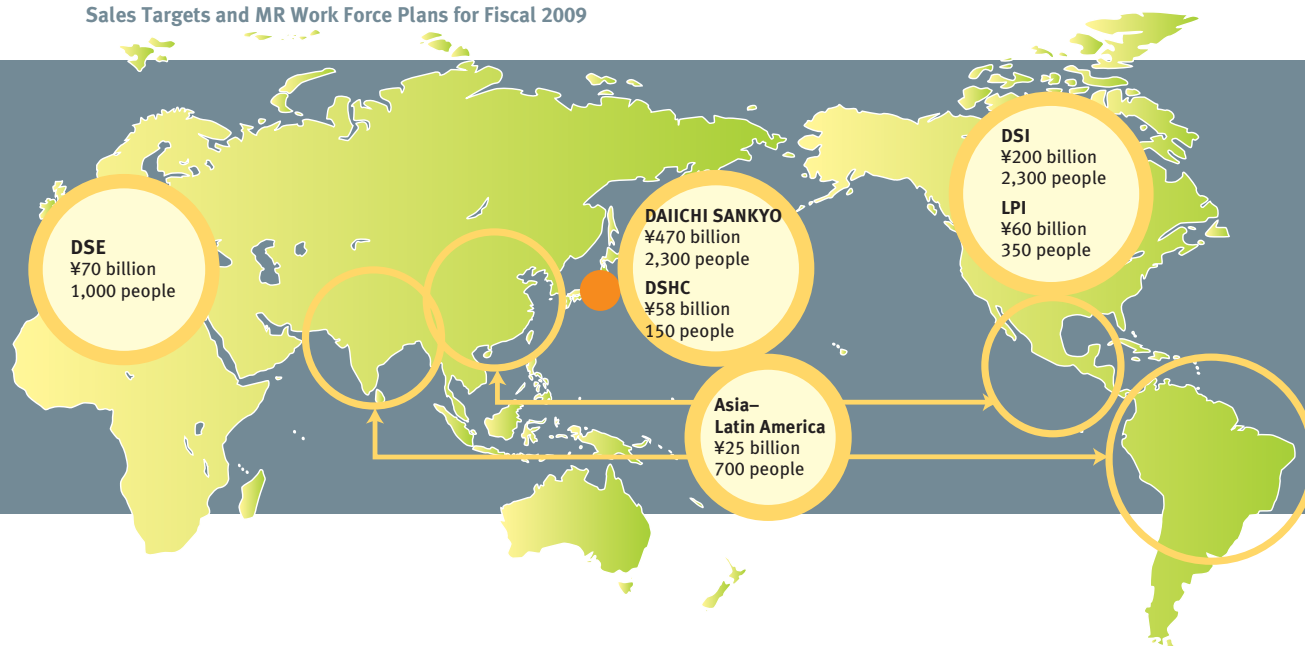 Sales Targets and MR Work Force Plans for Fiscal 2009
DSE
¥70 billion
1,000 people
DAIICHI SANKYO
¥470 billion
2,300 people
DSHC
¥58 billion
150 people
DSI
¥200 billion
2,300 people
LPI
¥60 billion
350 people
Asia–
Latin America
¥25 billion
700 people